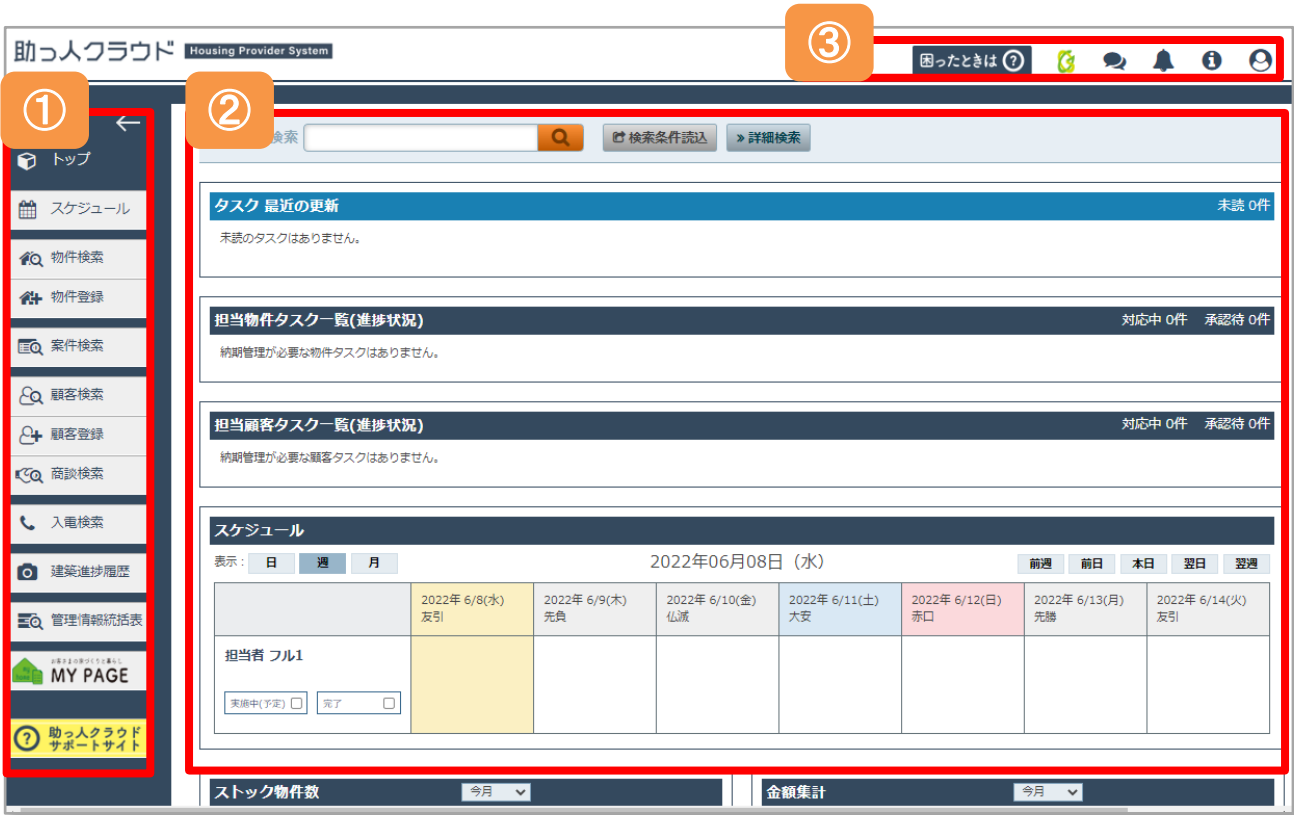 助っ人クラウド Housing Provider System
③
困ったときは ?
①
②
検索
検索条件読込
» 詳細検索
トップ
スケジュール
物件検索
物件登録
案件検索
顧客検索
顧客登録
商談検索
入電検索
建築進捗履歴
管理情報統括表
MY PAGE
? 助っ人クラウド
サポートサイト
タスク 最近の更新 未読 0件
未読のタスクはありません。
担当物件タスク一覧(進捗状況) 対応中 0件 承認待 0件
納期管理が必要な物件タスクはありません。
担当顧客タスク一覧(進捗状況) 対応中 0件 承認待 0件
納期管理が必要な顧客タスクはありません。
スケジュール
表示 : 日 週 月 2022年06月08日（水） 前週 前日 本日 翌日 翌週
2022年 6/8(水) 2022年 6/9(木) 2022年 6/10(金) 2022年 6/11(土) 2022年 6/12(日) 2022年 6/13(月) 2022年 6/14(火)
友引 先負 仏滅 大安 赤口 先勝 友引
担当者 フル1
実施中(予定) 完了
ストック物件数 今月 金額集計 今月